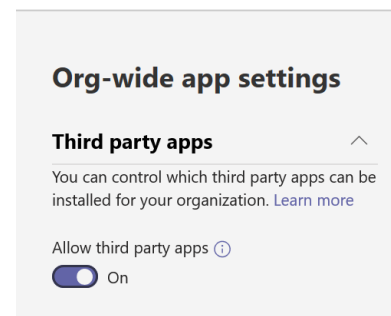 Org-wide app settings
Third party apps
You can control which third party apps can be
installed for your organization. Learn more
Allow third party apps
On